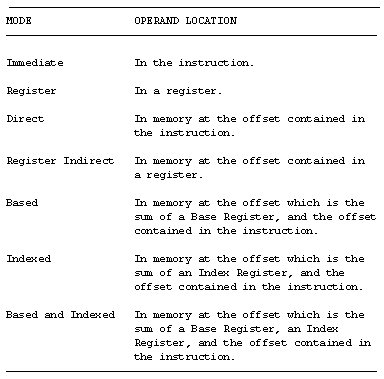 MODE OPERAND LOCATION
Immediate In the instruction.
Register In a register.
Direct In memory at the offset contained in
the instruction.
Register Indirect In memory at the offset contained in
a register.
Based In memory at the offset which is the
sum of a Base Register, and the offset
contained in the instruction.
Indexed In memory at the offset which is the
sum of an Index Register, and the
offset contained in the instruction.
Based and Indexed In memory at the offset which is the
sum of a Base Register, an Index
Register, and the offset contained in
the instruction.